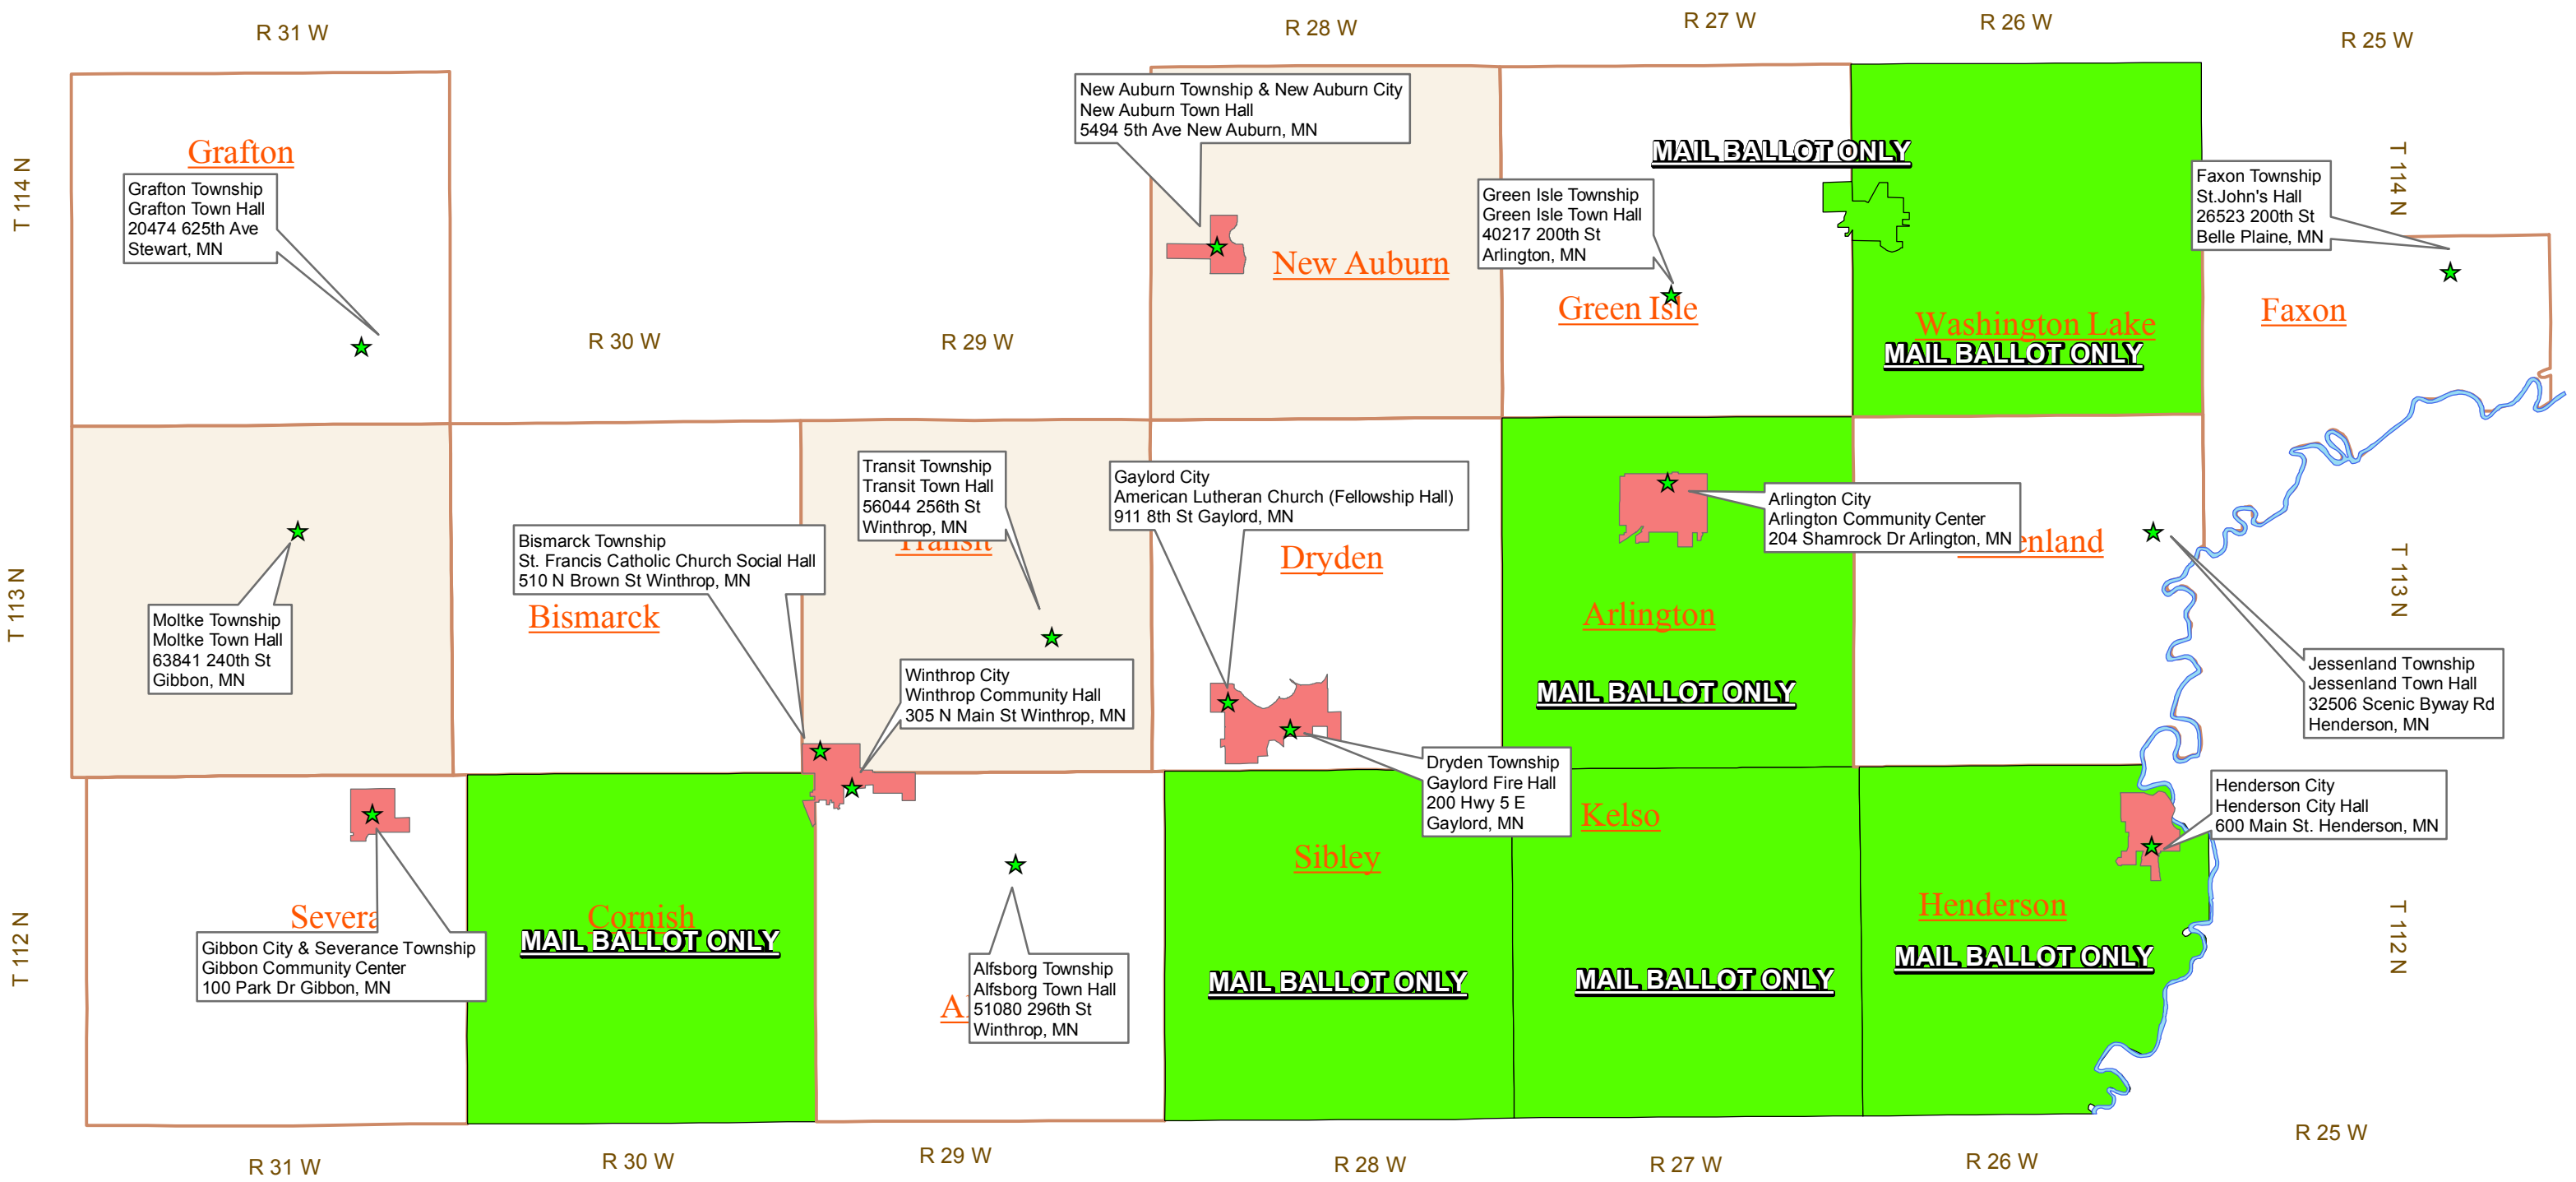 R 31 W
R 28 W
R 27 W
R 26 W
R 25 W
T 114 N
Grafton
Grafton Township
Grafton Town Hall
20474 625th Ave
Stewart, MN
New Auburn Township & New Auburn City
New Auburn Town Hall
5494 5th Ave New Auburn, MN
New Auburn
MAIL BALLOT ONLY
Green Isle Township
Green Isle Town Hall
40217 200th St
Arlington, MN
Green Isle
Washington Lake
MAIL BALLOT ONLY
Faxon Township
St.John's Hall
26523 200th St
Belle Plaine, MN
Faxon
T 114 N
R 30 W
R 29 W
T 113 N
Moltke Township
Moltke Town Hall
63841 240th St
Gibbon, MN
Bismarck Township
St. Francis Catholic Church Social Hall
510 N Brown St Winthrop, MN
Bismarck
Transit Township
Transit Town Hall
56044 256th St
Winthrop, MN
Transit
Winthrop City
Winthrop Community Hall
305 N Main St Winthrop, MN
Gaylord City
American Lutheran Church (Fellowship Hall)
911 8th St Gaylord, MN
Dryden
Dryden Township
Gaylord Fire Hall
200 Hwy 5 E
Gaylord, MN
Arlington City
Arlington Community Center
204 Shamrock Dr Arlington, MN
Arlington
MAIL BALLOT ONLY
enland
Jessenland Township
Jessenland Town Hall
32506 Scenic Byway Rd
Henderson, MN
T 113 N
T 112 N
Severa
Gibbon City & Severance Township
Gibbon Community Center
100 Park Dr Gibbon, MN
Cornish
MAIL BALLOT ONLY
Alfsborg Township
Alfsborg Town Hall
51080 296th St
Winthrop, MN
A
Sibley
MAIL BALLOT ONLY
Kelso
MAIL BALLOT ONLY
Henderson
MAIL BALLOT ONLY
Henderson City
Henderson City Hall
600 Main St. Henderson, MN
T 112 N
R 31 W
R 30 W
R 29 W
R 28 W
R 27 W
R 26 W
R 25 W